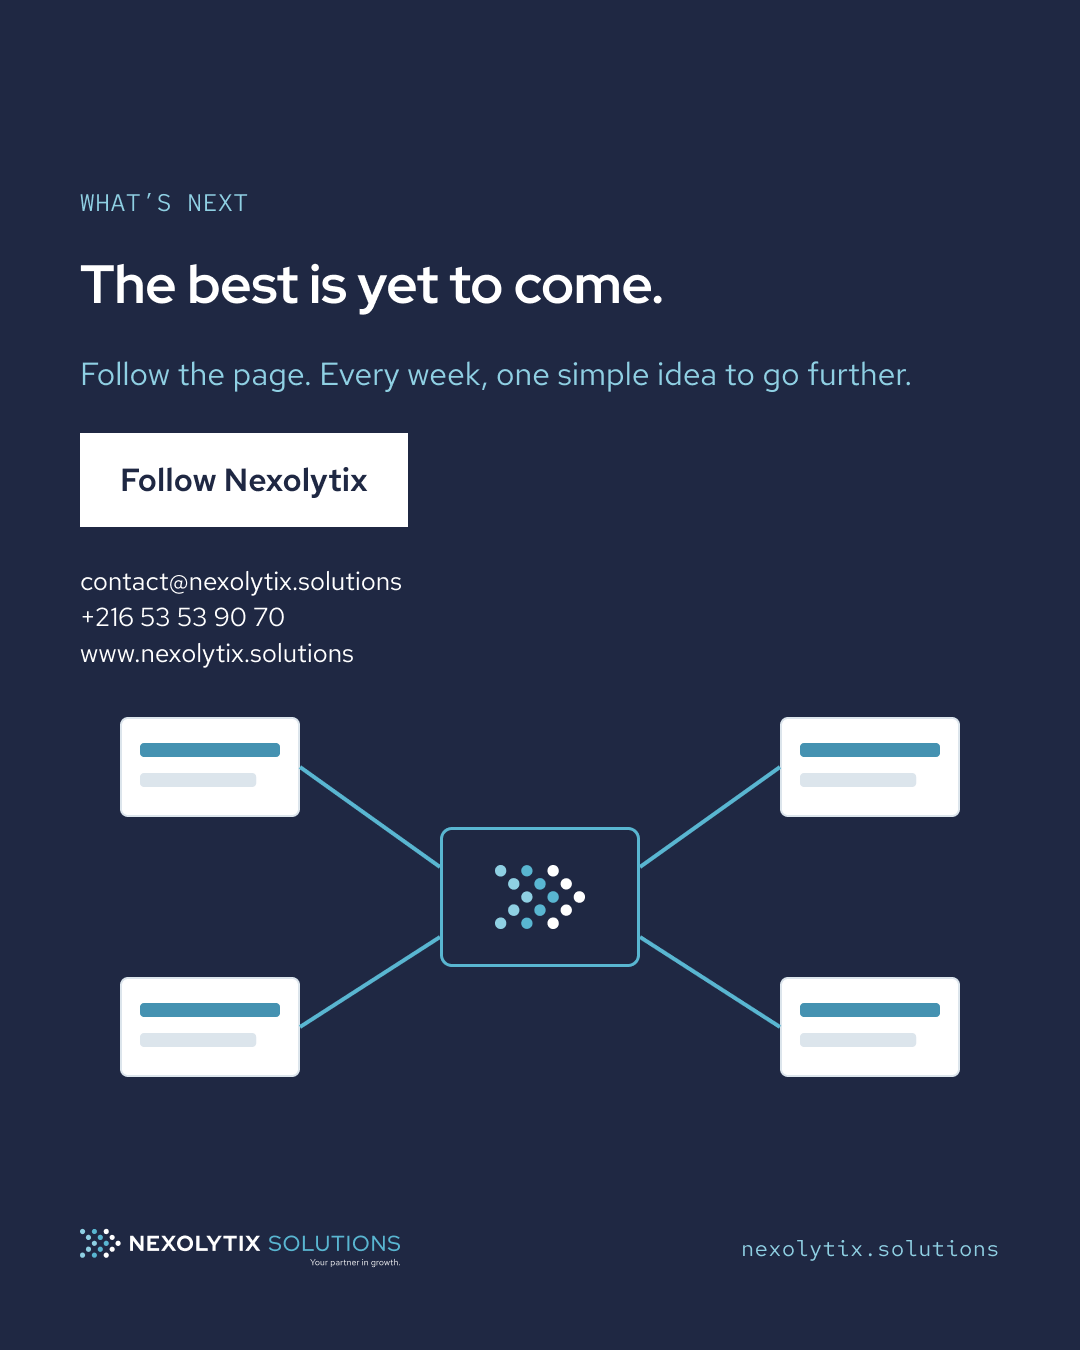 WHAT’S NEXT
The best is yet to come.
Follow the page. Every week, one simple idea to go further.
Follow Nexolytix
contact@nexolytix.solutions
+216 53 53 90 70
www.nexolytix.solutions
NEXOLYTIX SOLUTIONS
Your partner in growth.
nexolytix.solutions